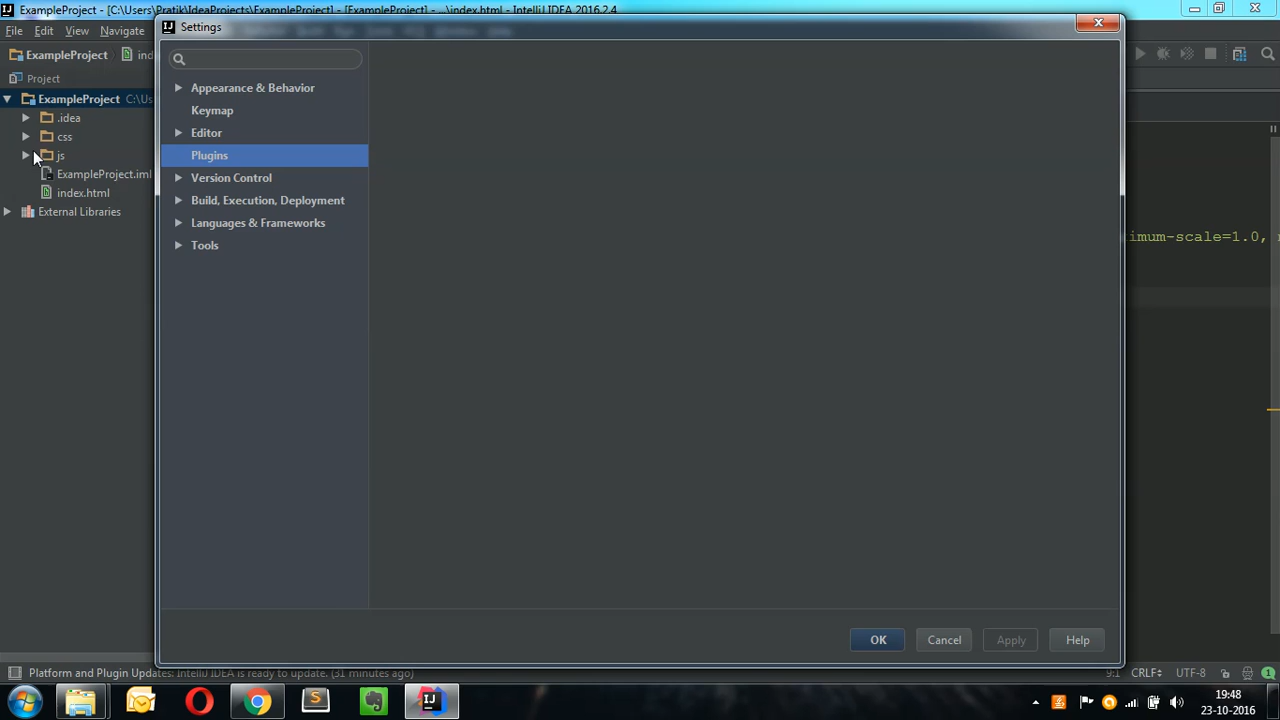 ExampleProject - [C:\Users\Pratik\IdeaProjects\ExampleProject] - [ExampleProject] - ...\index.html - IntelliJ IDEA 2016.2.4
File Edit View Navigate
Settings
ExampleProject
Project
ExampleProject C:\Us
.idea
css
js
ExampleProject.iml
index.html
External Libraries
Appearance & Behavior
Keymap
Editor
Plugins
Version Control
Build, Execution, Deployment
Languages & Frameworks
Tools
imum-scale=1.0,
OK Cancel Apply Help
Platform and Plugin Updates: IntelliJ IDEA is ready to update. (31 minutes ago)
9:1 CRLF UTF-8 1
19:48
23-10-2016